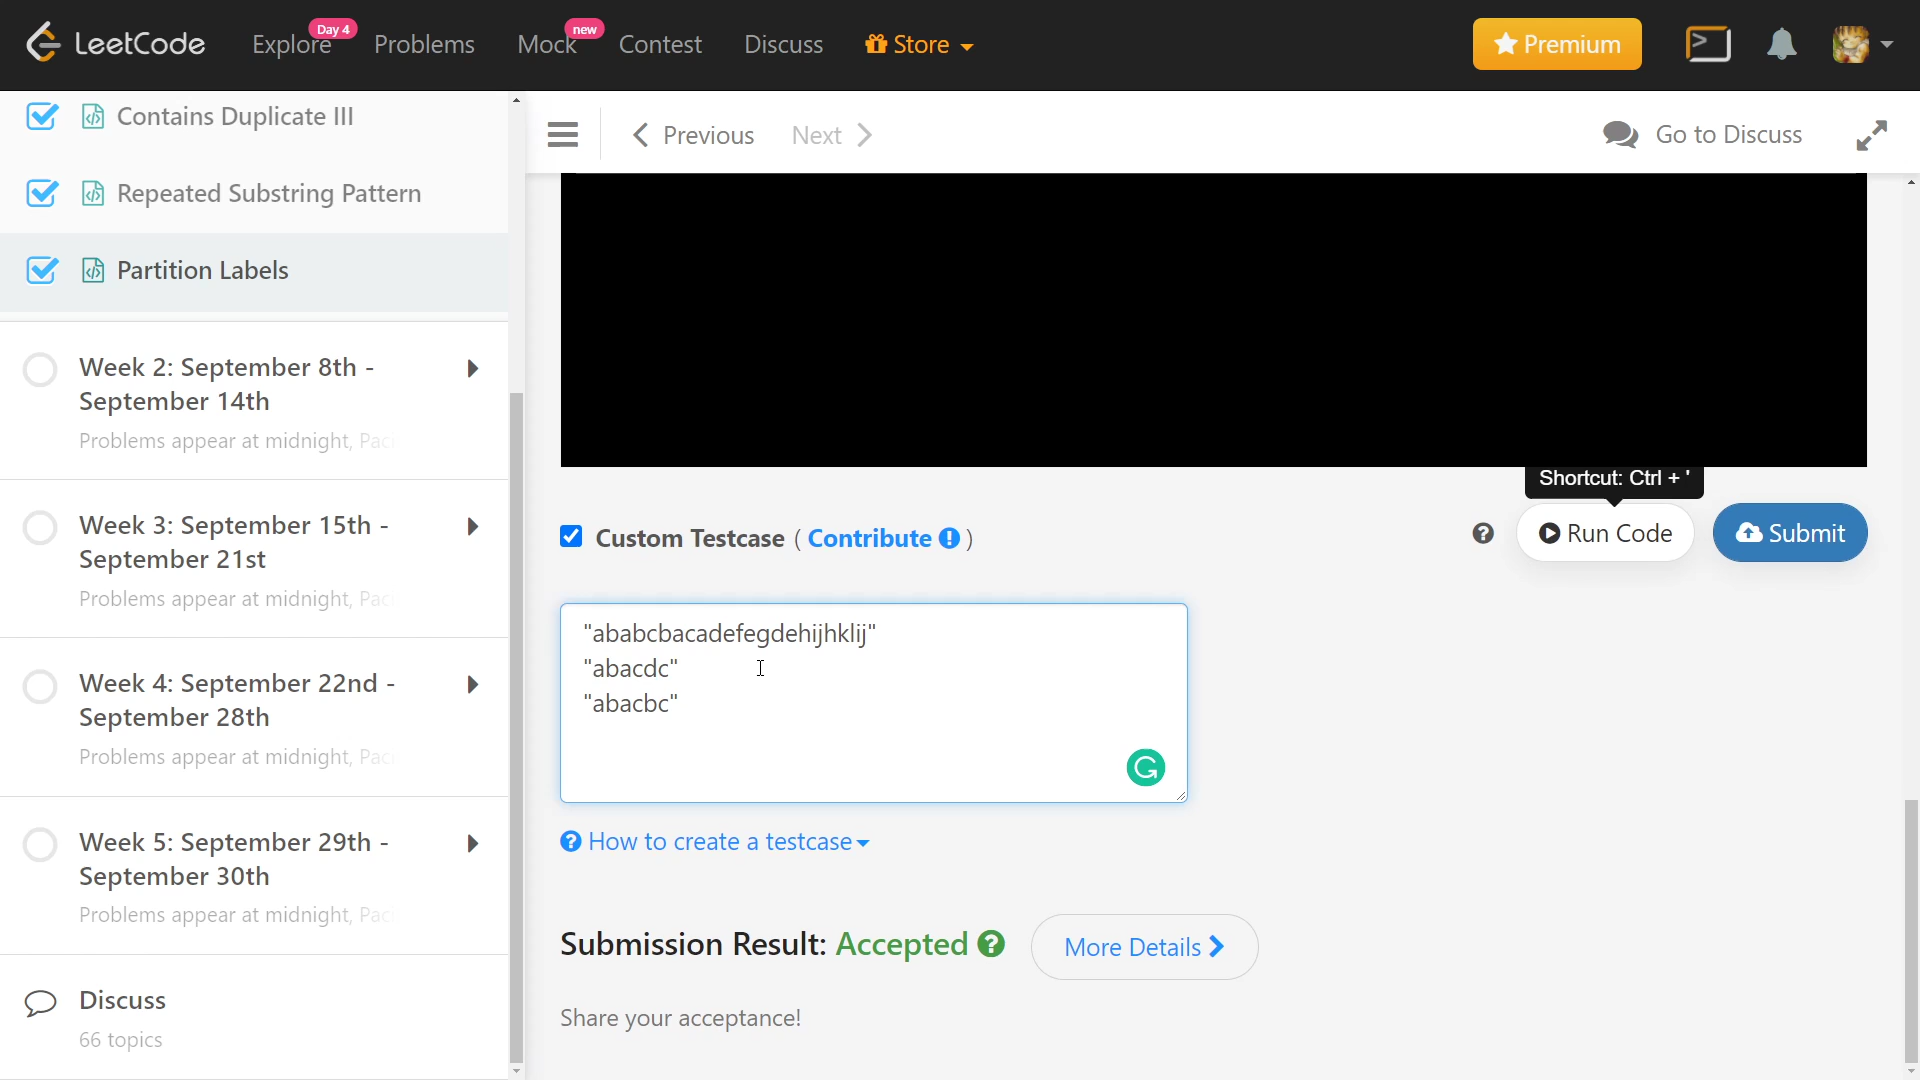 LeetCode
Explore
Day 4
Problems
Mock
new
Contest
Discuss
Store
Premium
Contains Duplicate III
Repeated Substring Pattern
Partition Labels
Week 2: September 8th -
September 14th
Problems appear at midnight, Paci
Week 3: September 15th -
September 21st
Problems appear at midnight, Paci
Week 4: September 22nd -
September 28th
Problems appear at midnight, Paci
Week 5: September 29th -
September 30th
Problems appear at midnight, Paci
Discuss
66 topics
Previous
Next
Go to Discuss
Shortcut: Ctrl + '
Custom Testcase ( Contribute )
Run Code
Submit
"ababcbacadefegdehijhklij"
"abacdc"
"abacbc"
How to create a testcase
Submission Result: Accepted
More Details
Share your acceptance!